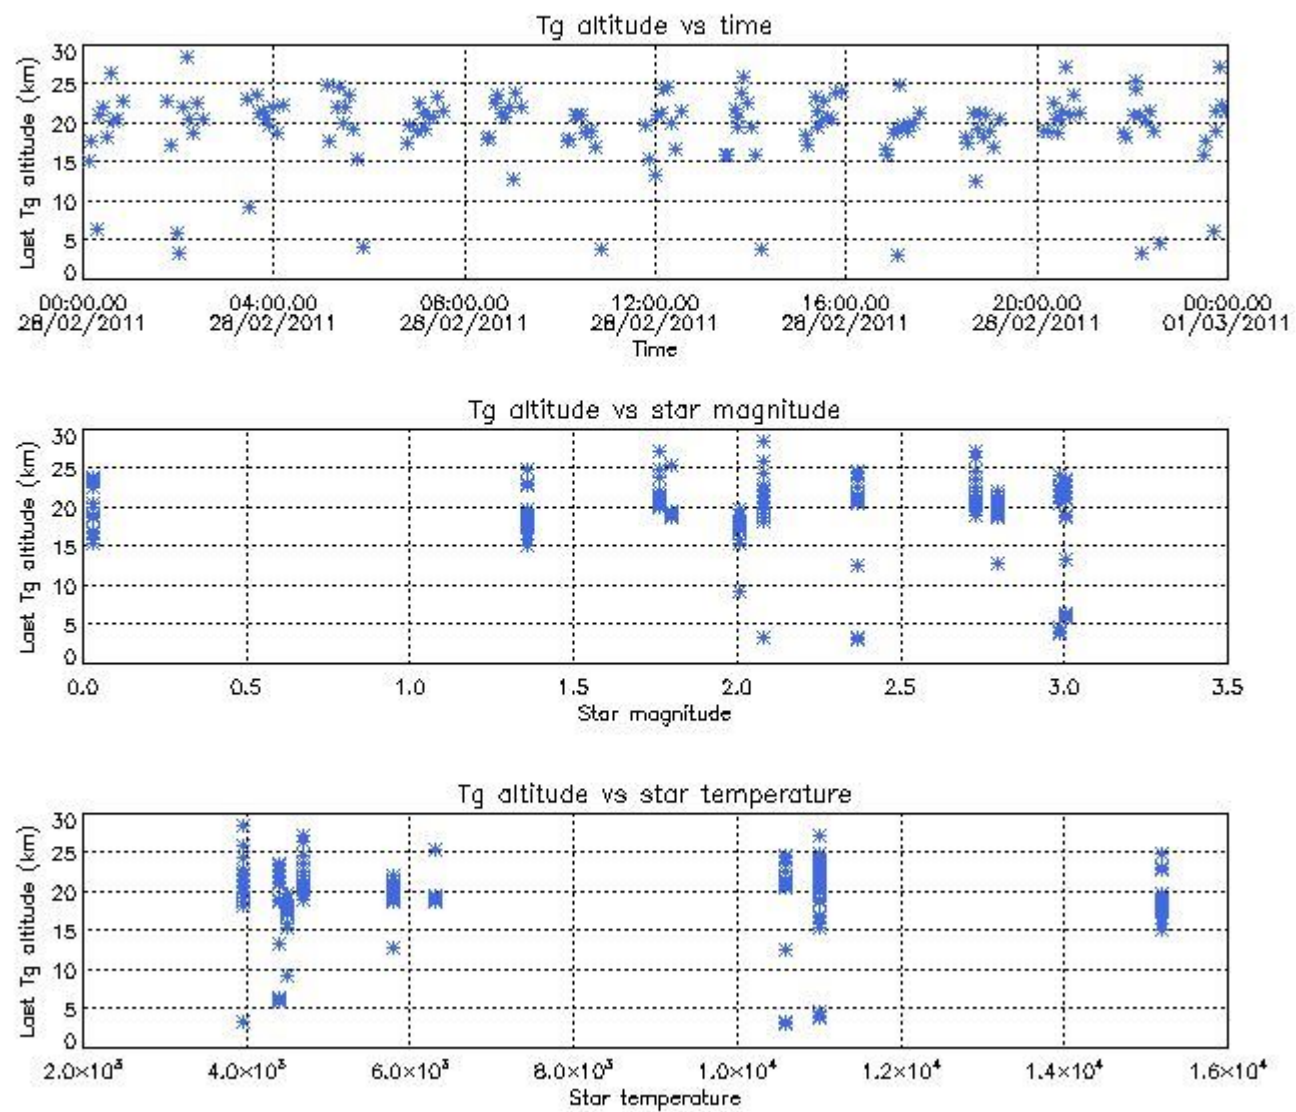 Tg altitude vs time
Last Tg altitude (km)
30
25
20
15
10
5
0
00:00.00 04:00.00 08:00.00 12:00.00 16:00.00 20:00.00 00:00.00
28/02/2011 28/02/2011 28/02/2011 28/02/2011 28/02/2011 28/02/2011 01/03/2011
Time
Tg altitude vs star magnitude
Last Tg altitude (km)
30
25
20
15
10
5
0
0.0 0.5 1.0 1.5 2.0 2.5 3.0 3.5
Star magnitude
Tg altitude vs star temperature
Last Tg altitude (km)
30
25
20
15
10
5
0
2.0×10³ 4.0×10³ 6.0×10³ 8.0×10³ 1.0×10⁴ 1.2×10⁴ 1.4×10⁴ 1.6×10⁴
Star temperature